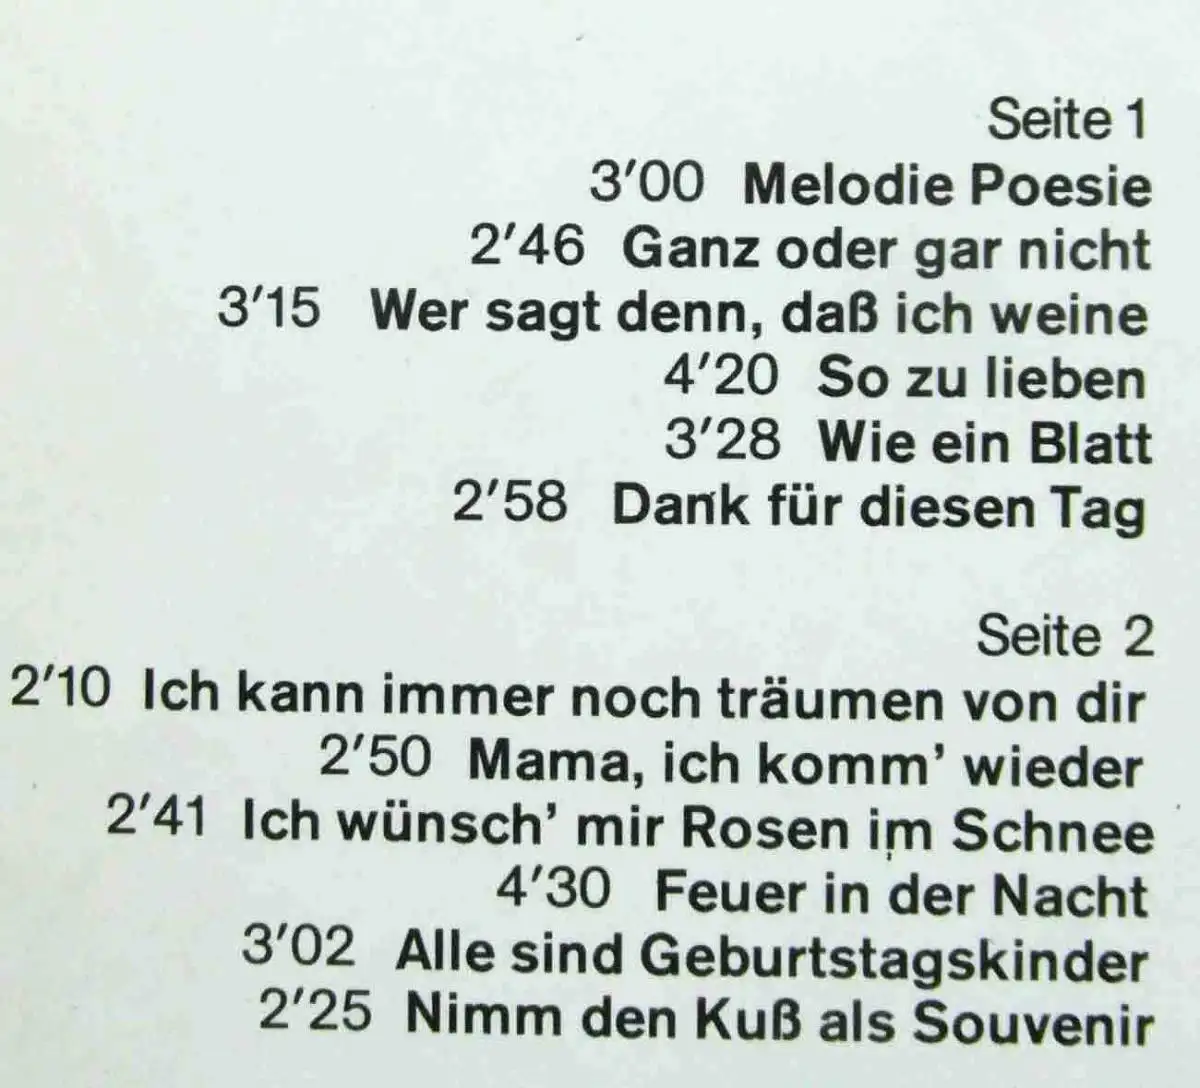 Seite 1
3'00 Melodie Poesie
2'46 Ganz oder gar nicht
3'15 Wer sagt denn, daß ich weine
4'20 So zu lieben
3'28 Wie ein Blatt
2'58 Dank für diesen Tag
Seite 2
2'10 Ich kann immer noch träumen von dir
2'50 Mama, ich komm’ wieder
2'41 Ich wünsch’ mir Rosen im Schnee
4'30 Feuer in der Nacht
3'02 Alle sind Geburtstagskinder
2'25 Nimm den Kuß als Souvenir